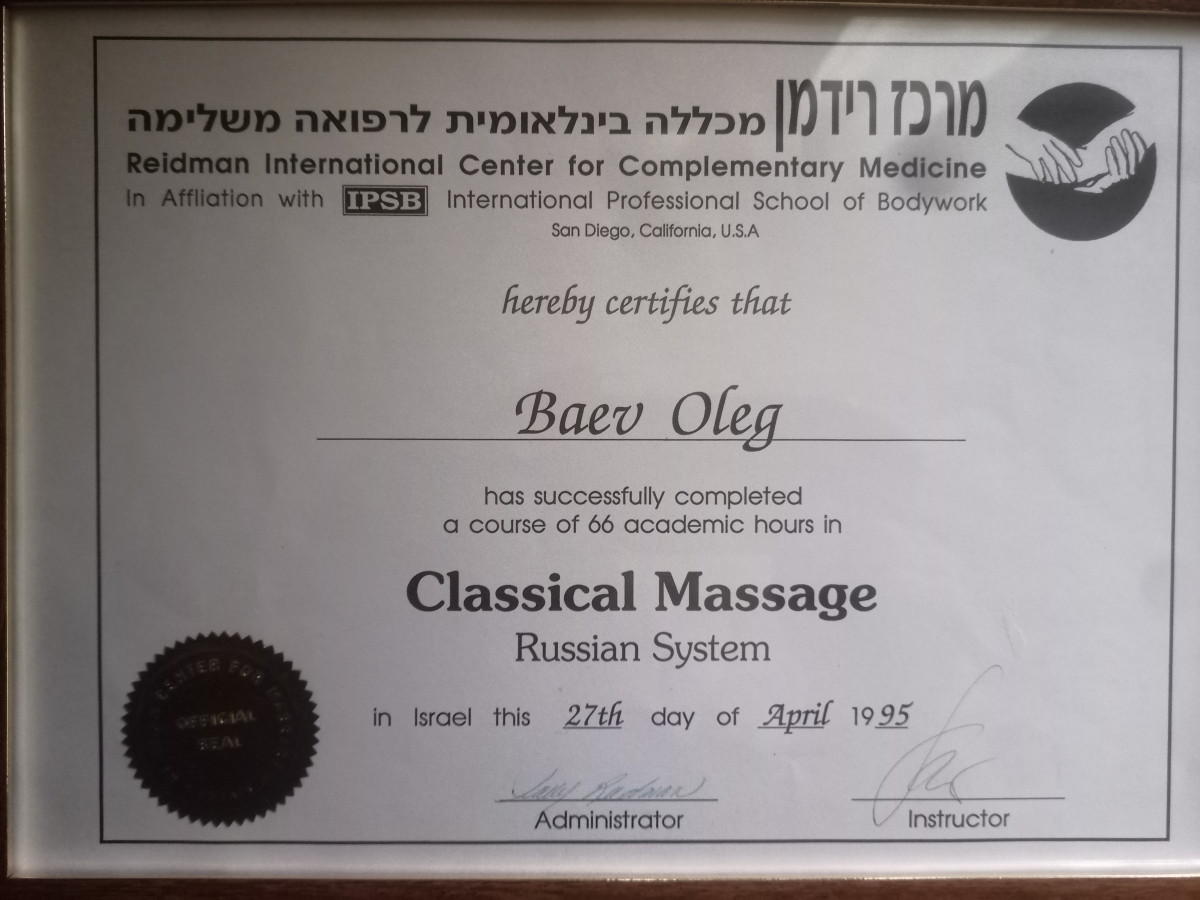 מרכז רידמן מכללה בינלאומית לרפואה משלימה
Reidman International Center for Complementary Medicine
In Affliation with IPSB International Professional School of Bodywork
San Diego, California, U.S.A
hereby certifies that
Baev Oleg
has successfully completed
a course of 66 academic hours in
Classical Massage
Russian System
in Israel this 27th day of April 1995
Administrator
Instructor
CENTER FOR
OFFICIAL
SEAL